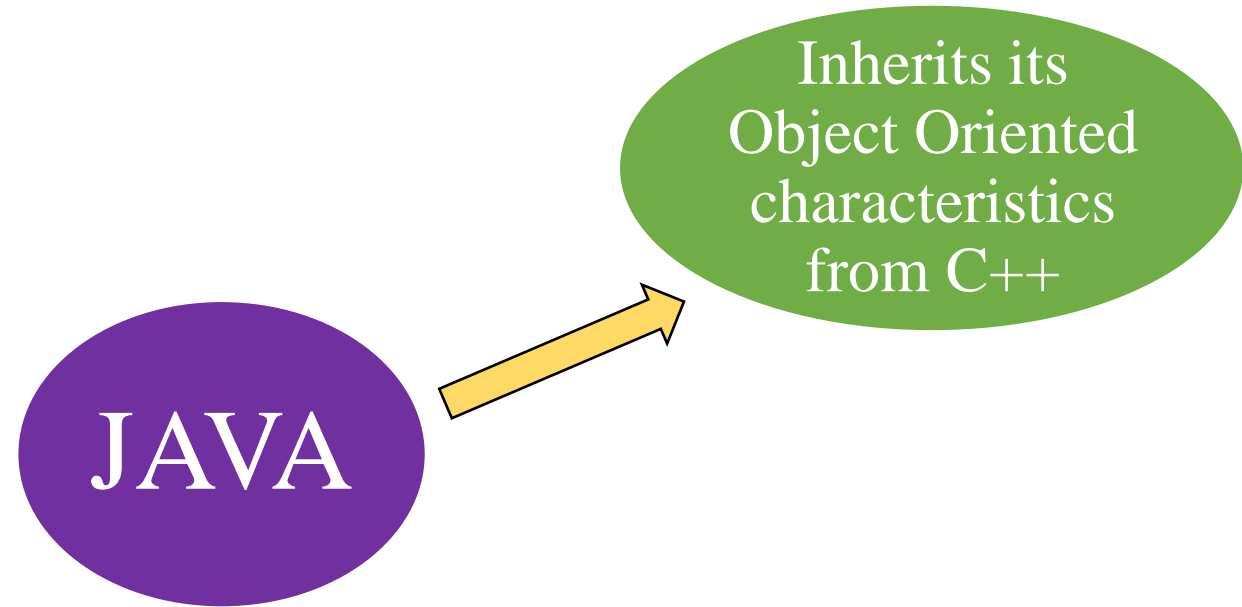 Inherits its
Object Oriented
characteristics
from C++
JAVA